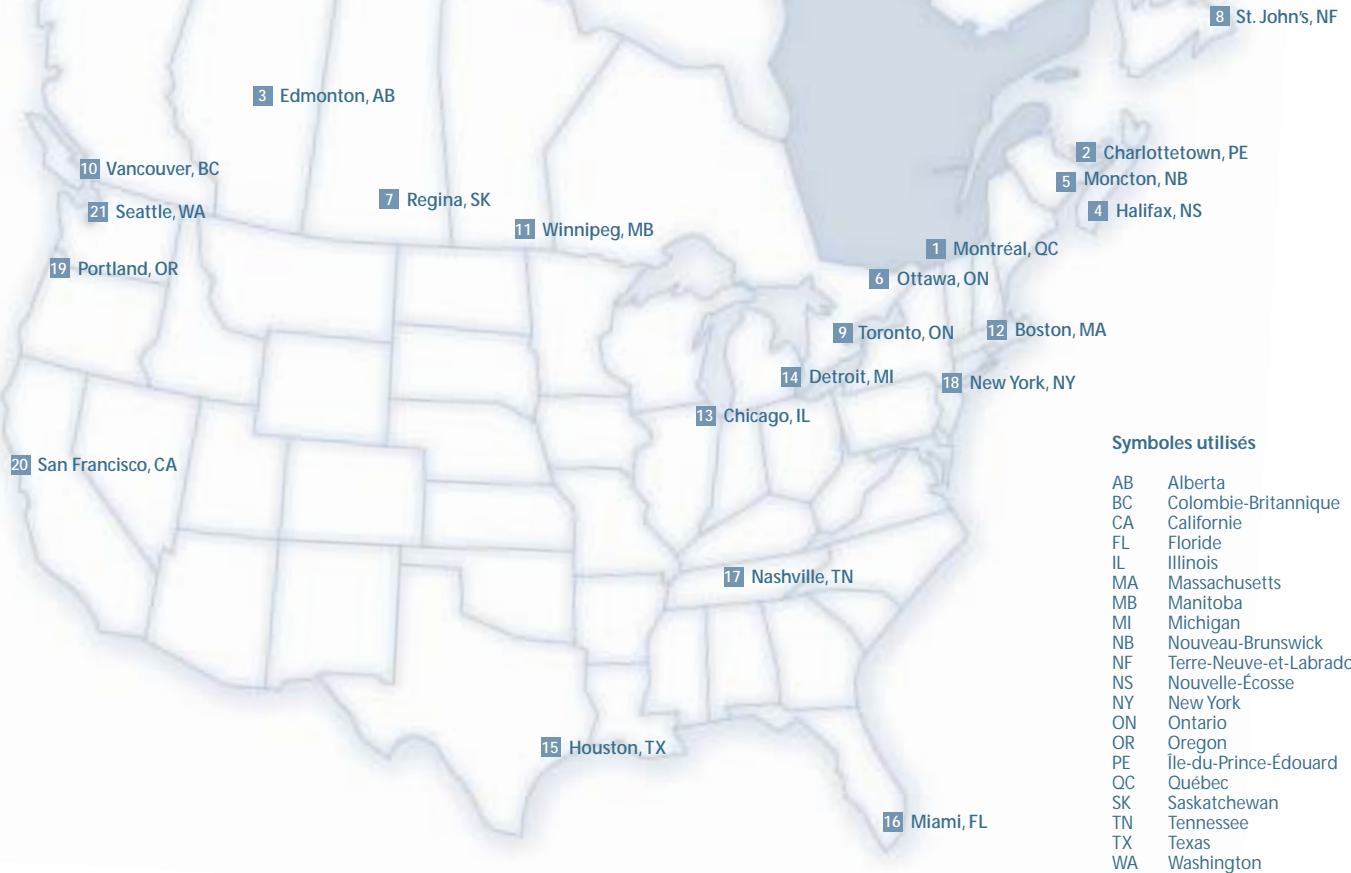 8 St. John's, NF
3 Edmonton, AB
2 Charlottetown, PE
10 Vancouver, BC
5 Moncton, NB
7 Regina, SK
21 Seattle, WA
4 Halifax, NS
11 Winnipeg, MB
1 Montréal, QC
19 Portland, OR
6 Ottawa, ON
9 Toronto, ON
12 Boston, MA
14 Detroit, MI
18 New York, NY
13 Chicago, IL
20 San Francisco, CA
17 Nashville, TN
15 Houston, TX
16 Miami, FL
Symboles utilisés
AB Alberta
BC Colombie-Britannique
CA Californie
FL Floride
IL Illinois
MA Massachusetts
MB Manitoba
MI Michigan
NB Nouveau-Brunswick
NF Terre-Neuve-et-Labrado
NS Nouvelle-Écosse
NY New York
ON Ontario
OR Oregon
PE Île-du-Prince-Édouard
QC Québec
SK Saskatchewan
TN Tennessee
TX Texas
WA Washington